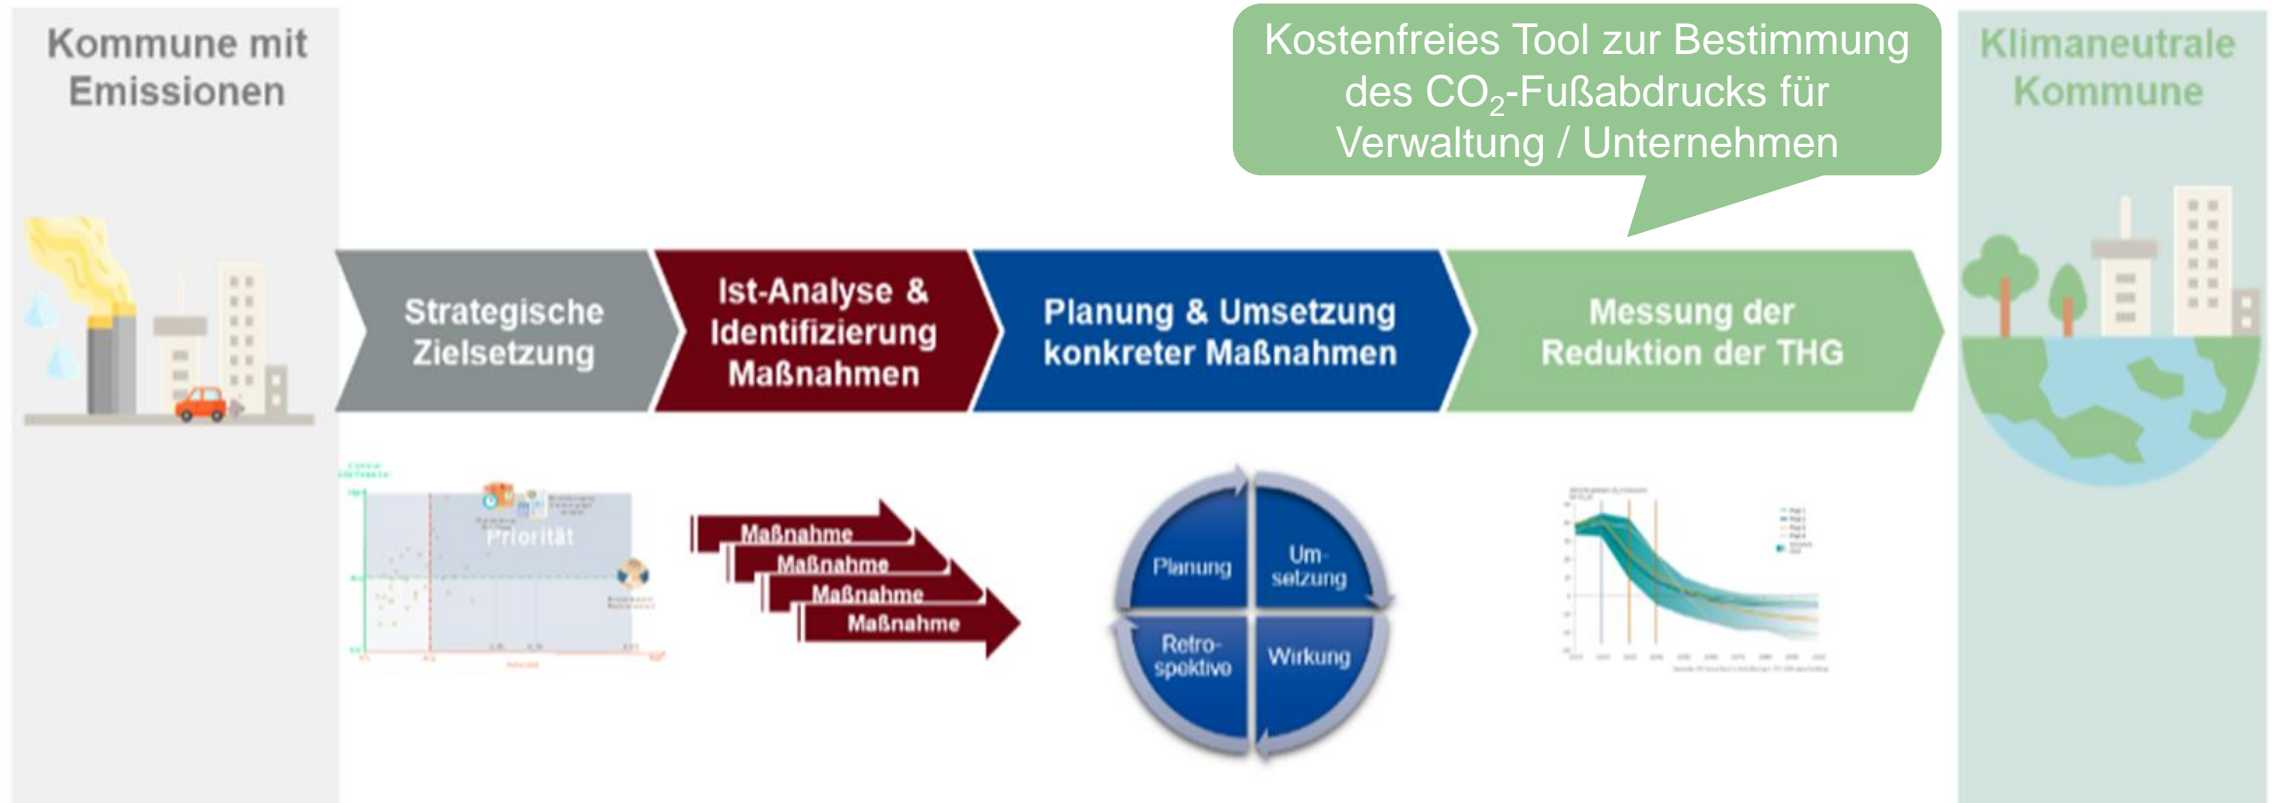 Kommune mit
Emissionen
Kostenfreies Tool zur Bestimmung
des CO₂-Fußabdrucks für
Verwaltung / Unternehmen
Klimaneutrale
Kommune
Strategische
Zielsetzung
Ist-Analyse &
Identifizierung
Maßnahmen
Planung & Umsetzung
konkreter Maßnahmen
Messung der
Reduktion der THG
Priorität
Maßnahme
Maßnahme
Maßnahme
Maßnahme
Planung
Um-
setzung
Retro-
spektive
Wirkung